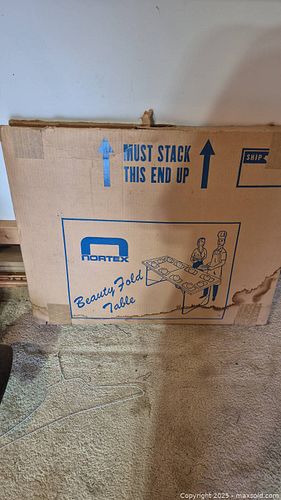 MUST STACK
THIS END UP
SHIP
NORTEX
Beauty Fold
Table
Copyright 2025 - maxsold.com